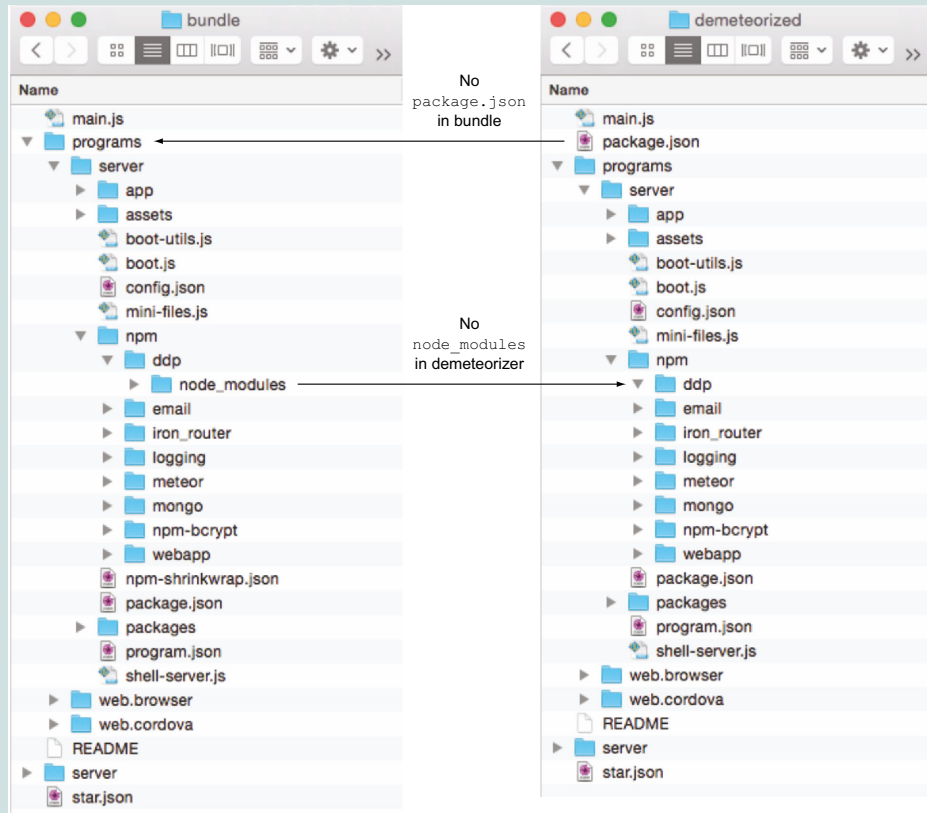 bundle
Name
main.js
programs
server
app
assets
boot-utils.js
boot.js
config.json
mini-files.js
npm
ddp
node_modules
email
iron_router
logging
meteor
mongo
npm-bcrypt
webapp
npm-shrinkwrap.json
package.json
packages
program.json
shell-server.js
web.browser
web.cordova
README
server
star.json
No
package.json
in bundle
No
node_modules
in demeteorizer
demeteorized
Name
main.js
package.json
programs
server
app
assets
boot-utils.js
boot.js
config.json
mini-files.js
npm
ddp
email
iron_router
logging
meteor
mongo
npm-bcrypt
webapp
package.json
packages
program.json
shell-server.js
web.browser
web.cordova
README
server
star.json